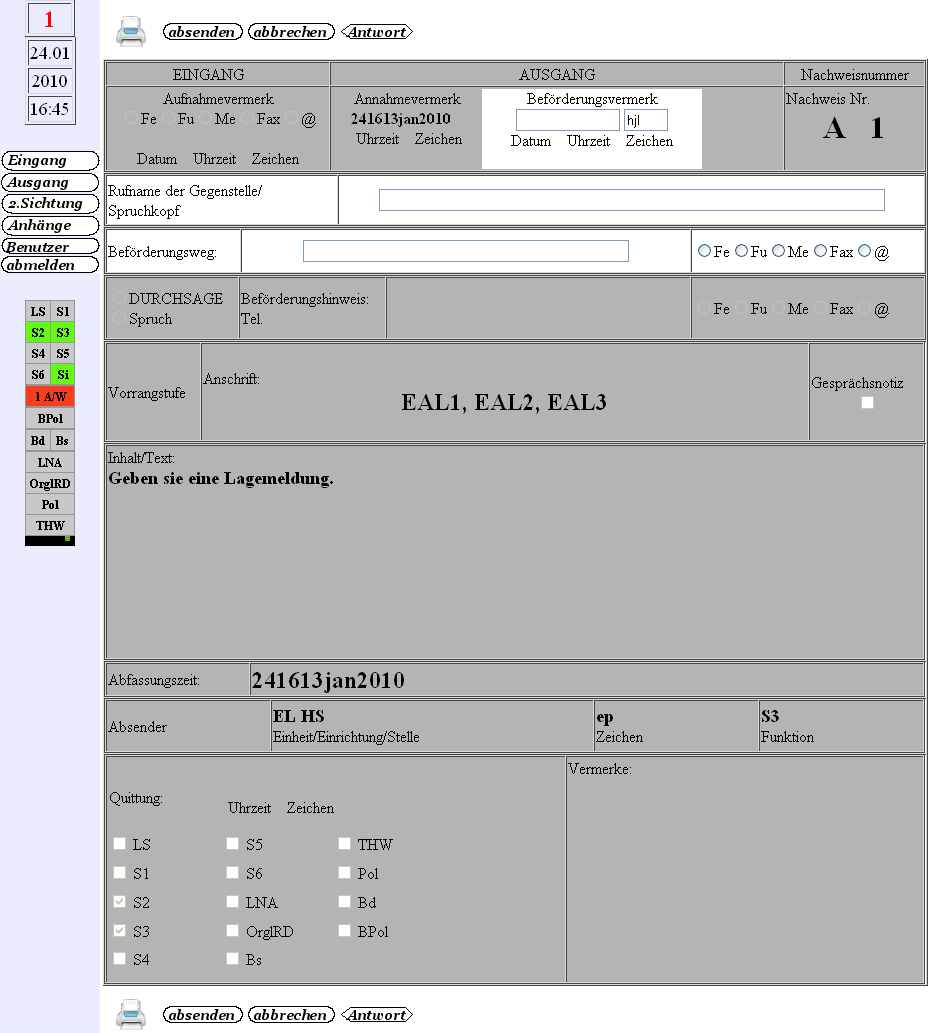 1
24.01
2010
16:45
Eingang
Ausgang
2.Sichtung
Anhänge
Benutzer
abmelden
LS S1
S2 S3
S4 S5
S6 Si
1 A/W
BPol
Bd Bs
LNA
OrglRD
Pol
THW
absenden abbrechen Antwort
EINGANG AUSGANG Nachweisnummer
Aufnahmevermerk
Fe Fu Me Fax @
Datum Uhrzeit Zeichen
Annahmevermerk
241613jan2010
Uhrzeit Zeichen
Beförderungsvermerk
hjl
Datum Uhrzeit Zeichen
Nachweis Nr.
A 1
Rufname der Gegenstelle/
Spruchkopf
Beförderungsweg: Fe Fu Me Fax @
DURCHSAGE
Spruch
Beförderungshinweis:
Tel.
Fe Fu Me Fax @
Vorrangstufe
Anschrift:
EAL1, EAL2, EAL3
Gesprächsnotiz
Inhalt/Text:
Geben sie eine Lagemeldung.
Abfassungszeit: 241613jan2010
Absender
EL HS
Einheit/Einrichtung/Stelle
ep
Zeichen
S3
Funktion
Quittung:
Uhrzeit Zeichen
LS S5 THW
S1 S6 Pol
S2 LNA Bd
S3 OrglRD BPol
S4 Bs
Vermerke:
absenden abbrechen Antwort